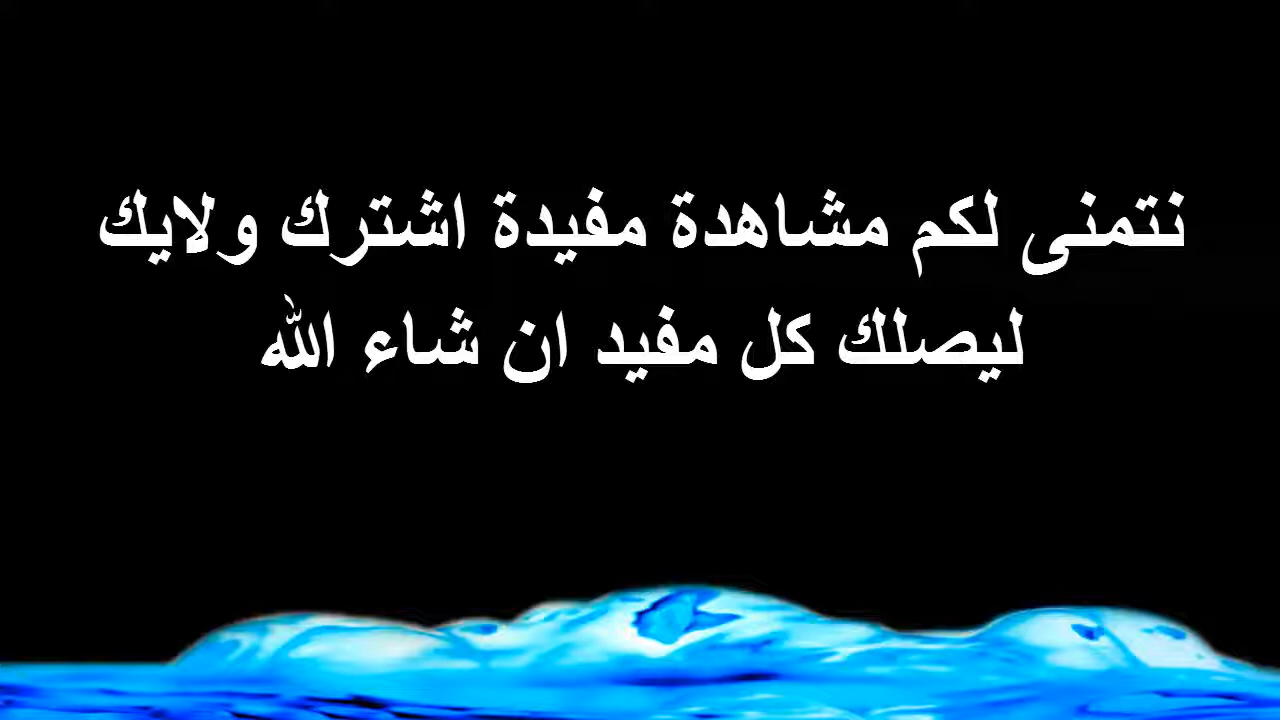 نتمنى لكم مشاهدة مفيدة اشترك ولايك
ليصلك كل مفيد ان شاء الله